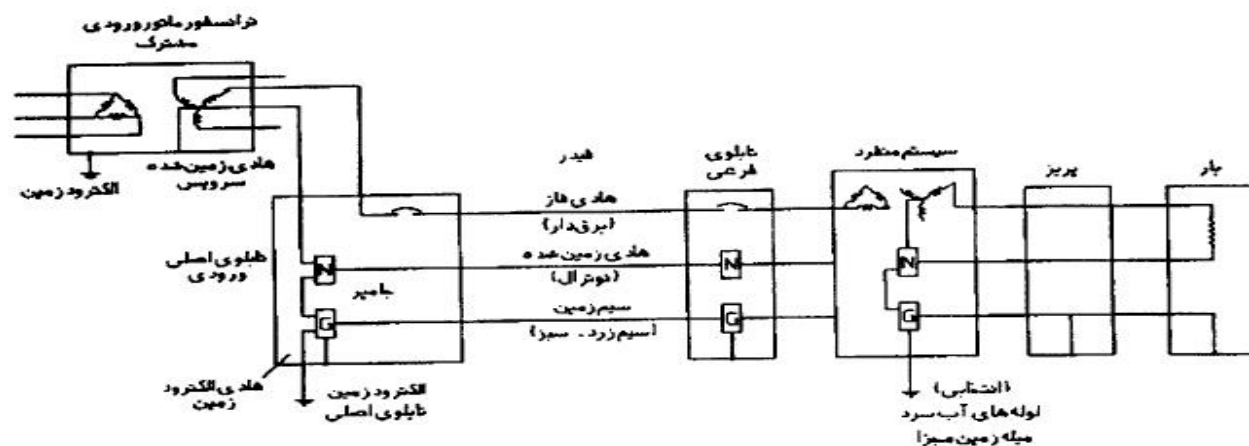 ترانسفورماتور ورودی
مشترک
الکترود زمین
هادی زمین شده
سرویس
فیدر
تابلوی
فرعی
سیستم منفرد
پریز
بار
هادی فاز
(برق دار)
هادی زمین شده
(نوترال)
سیم زمین
(سیم زرد - سبز)
تابلوی اصلی
ورودی
جامپر
N
G
N
G
N
G
هادی الکترود
زمین
الکترود زمین
تابلوی اصلی
(انتخابی)
لوله های آب سرد
میله زمین مجزا